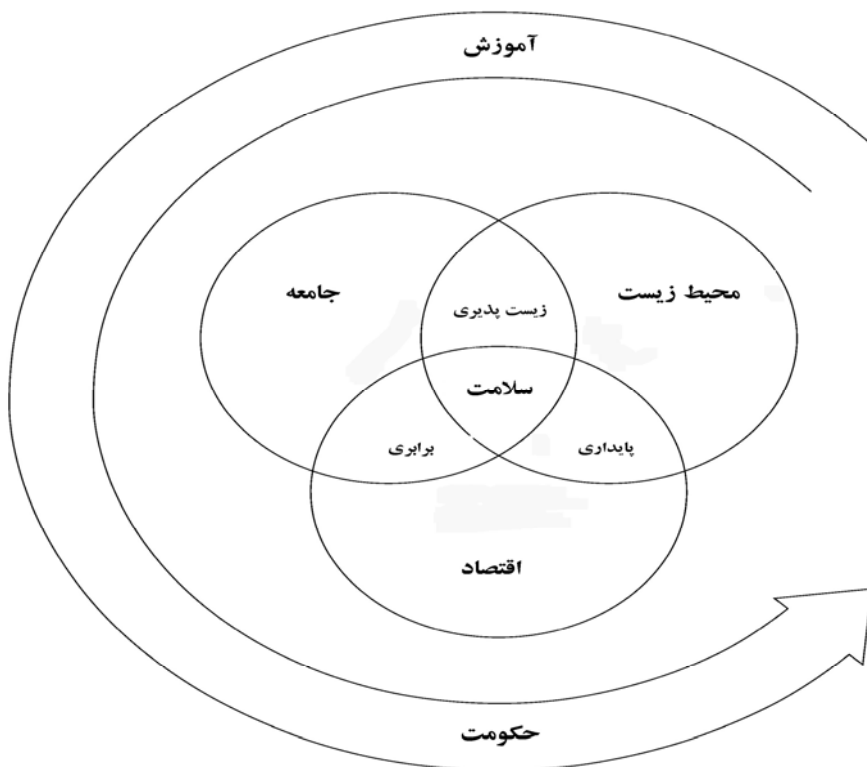 آموزش
محیط زیست
جامعه
زیست پذیری
سلامت
پایداری
برابری
اقتصاد
حکومت